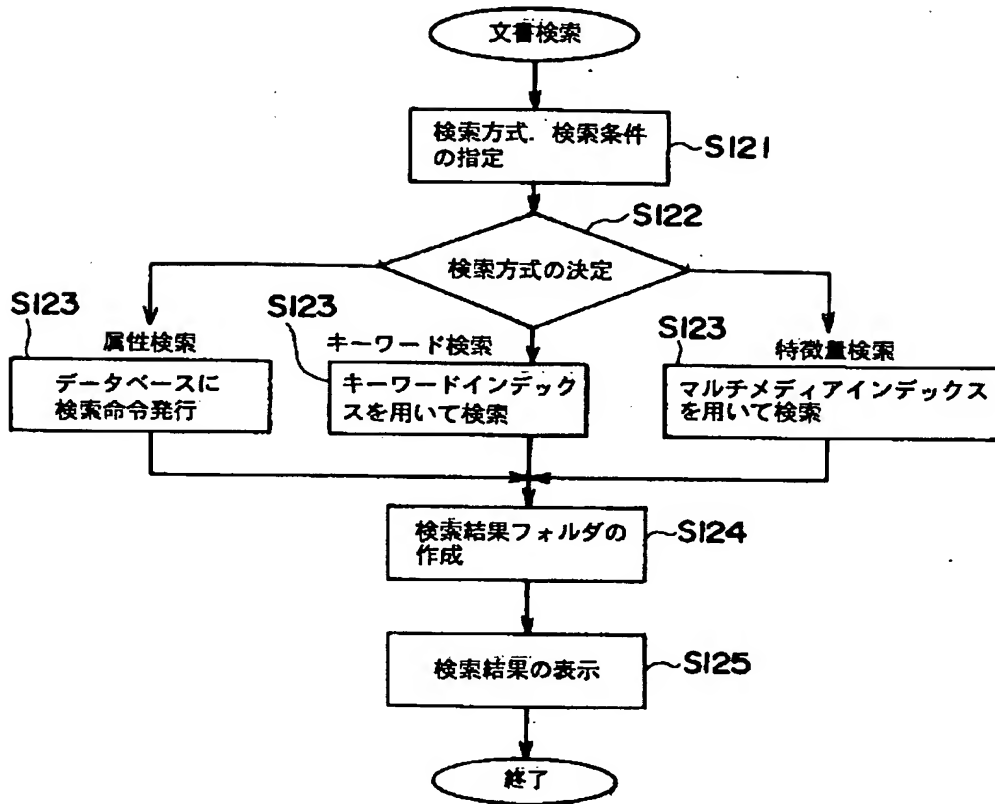 文書検索
検索方式. 検索条件
の指定
S121
S122
検索方式の決定
S123
属性検索
データベースに
検索命令発行
S123
キーワード検索
キーワードインデック
スを用いて検索
S123
特徴量検索
マルチメディアインデックス
を用いて検索
検索結果フォルダの
作成
S124
検索結果の表示
S125
終了